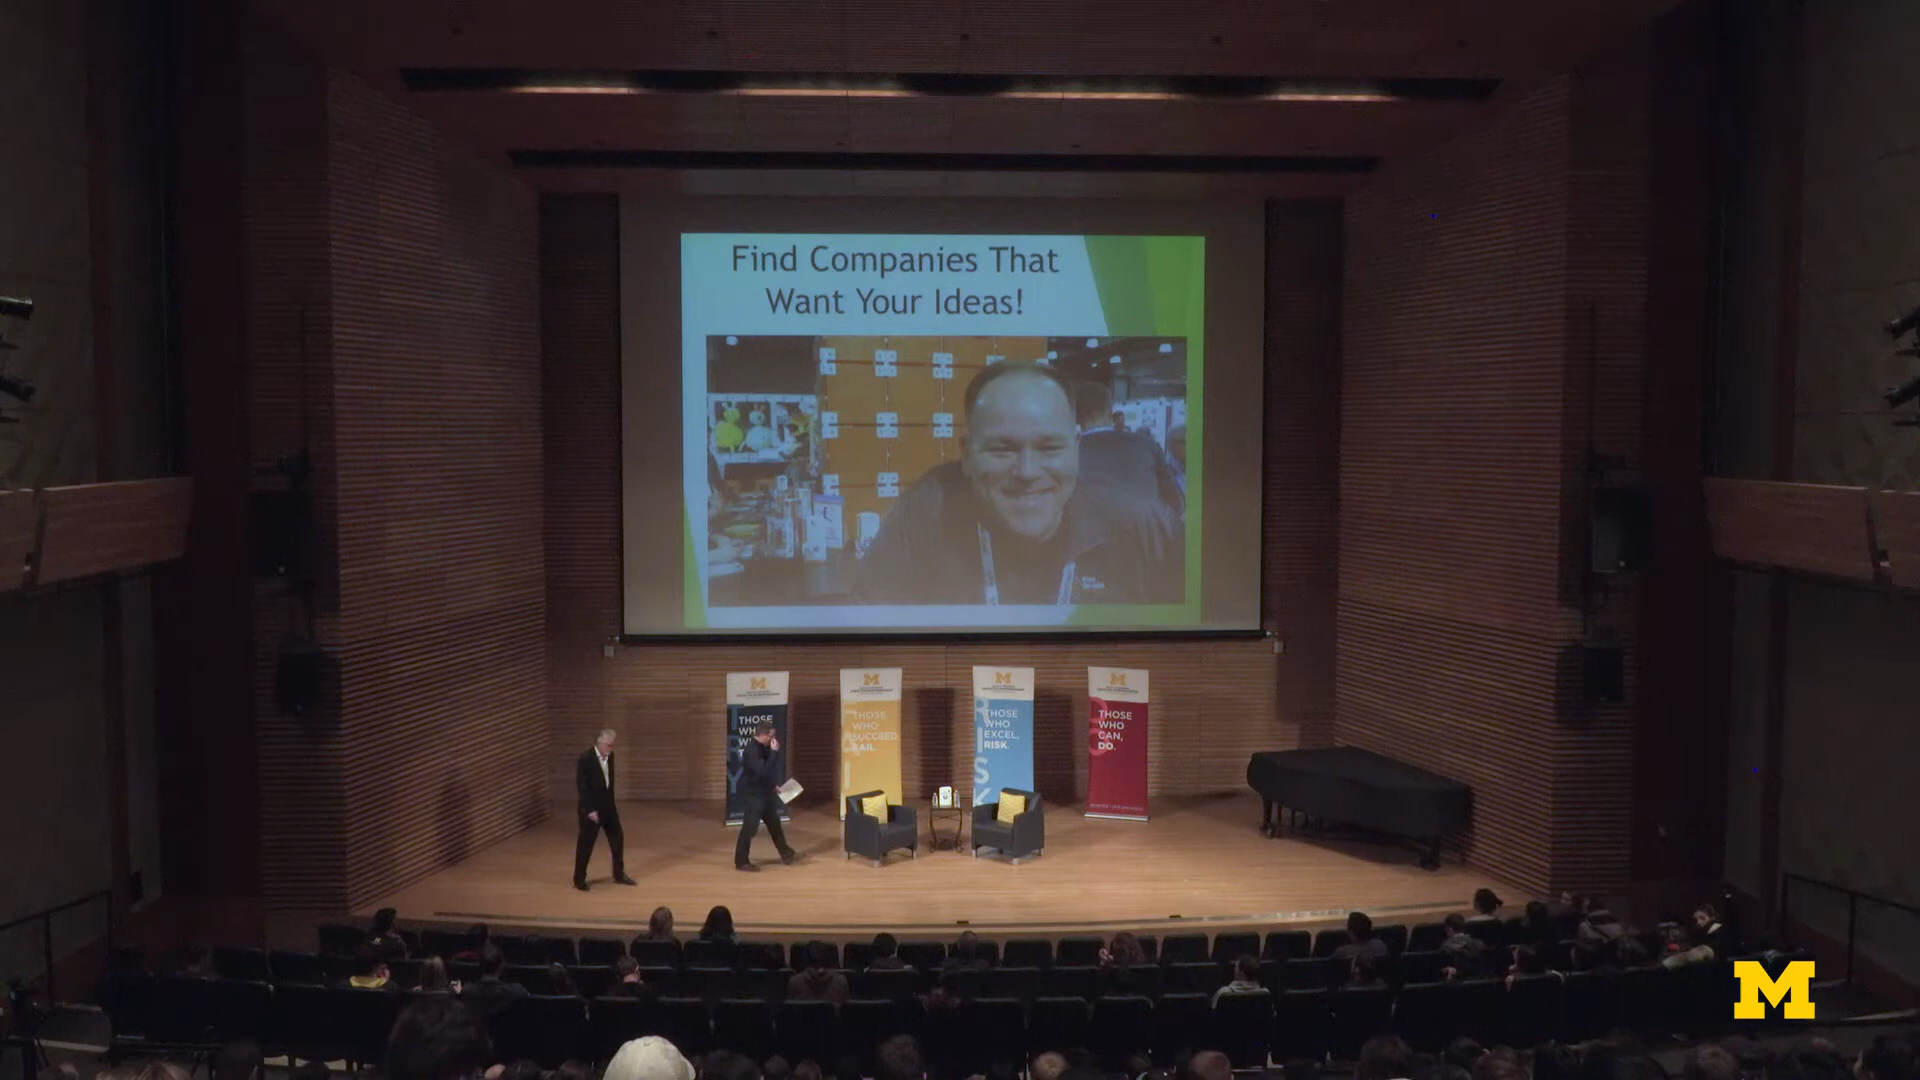 Find Companies That
Want Your Ideas!
M
THOSE
M
THOSE
WHO
SUCCEED,
FAIL.
M
THOSE
WHO
EXCEL,
RISK.
RISK
M
THOSE
WHO
CAN,
DO.
M